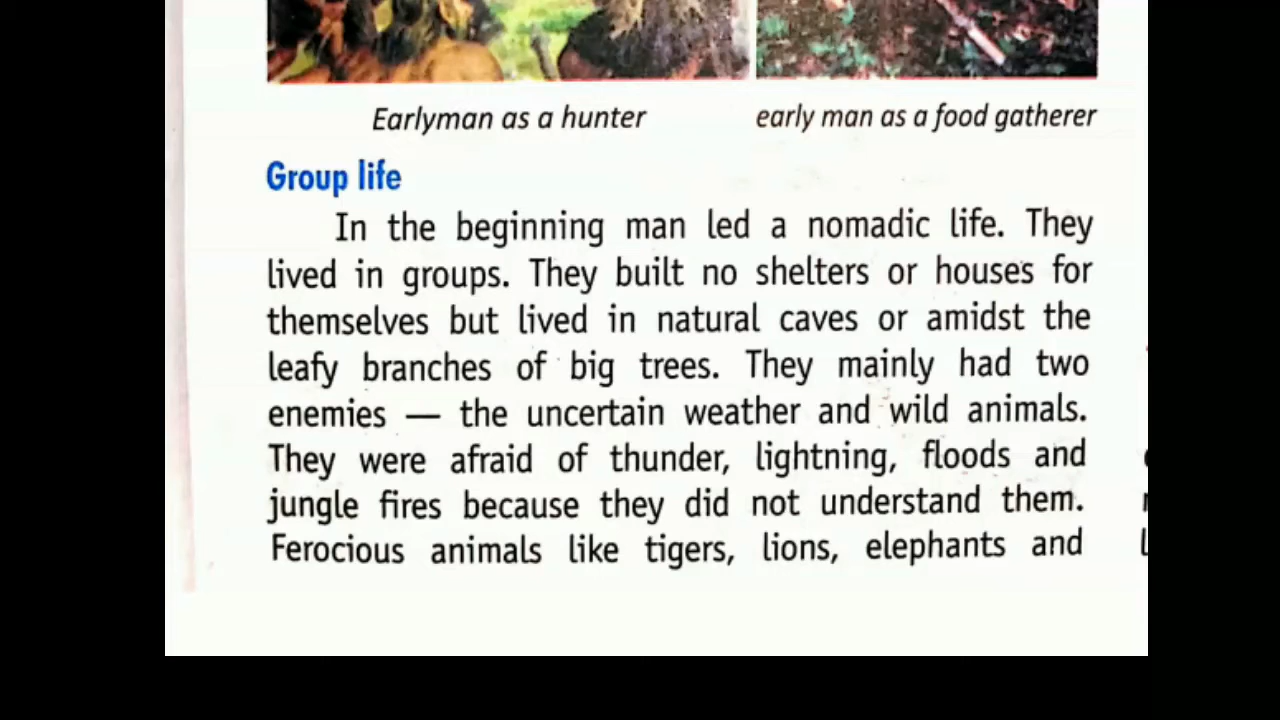 Earlyman as a hunter early man as a food gatherer
Group life
In the beginning man led a nomadic life. They
lived in groups. They built no shelters or houses for
themselves but lived in natural caves or amidst the
leafy branches of big trees. They mainly had two
enemies — the uncertain weather and wild animals.
They were afraid of thunder, lightning, floods and
jungle fires because they did not understand them.
Ferocious animals like tigers, lions, elephants and